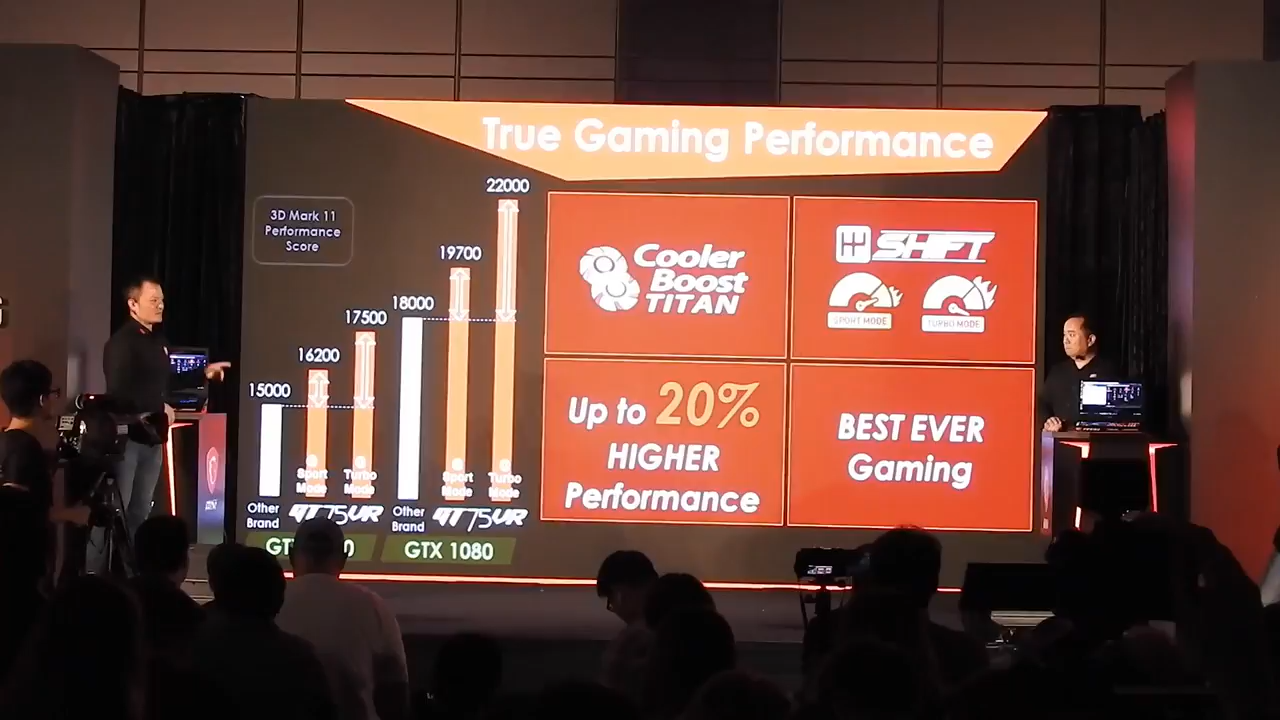 True Gaming Performance
3D Mark 11
Performance
Score
22000
19700
18000
17500
16200
15000
Sport
Mode
Turbo
Mode
Sport
Mode
Turbo
Mode
Other
Brand
GT75VR
Other
Brand
GT75VR
GTX 1080
Cooler
Boost
TITAN
SHIFT
SPORT MODE
TURBO MODE
Up to 20%
HIGHER
Performance
BEST EVER
Gaming